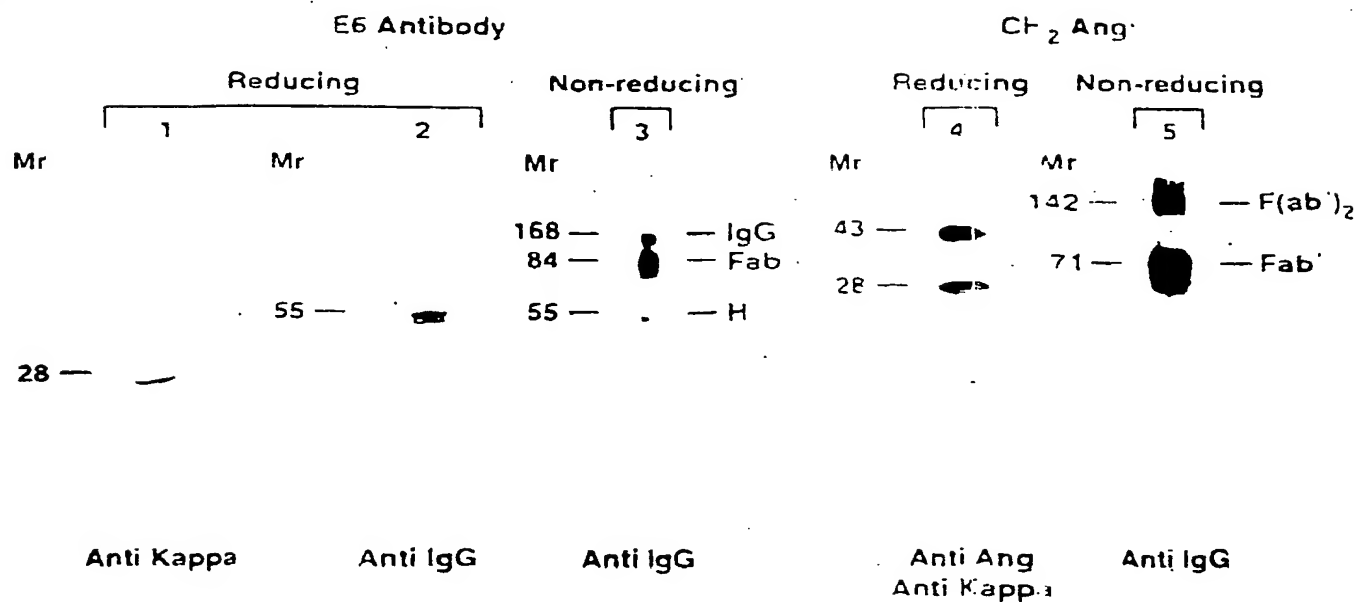 E6 Antibody
CH₂ Ang
Reducing
Non-reducing
Reducing
Non-reducing
1
2
3
4
5
Mr
Mr
Mr
Mr
Mr
142 — — F(ab')₂
168 — — IgG
43 —
84 — — Fab
71 — — Fab'
28 —
55 —
55 — — H
28 —
Anti Kappa
Anti IgG
Anti IgG
Anti Ang
Anti Kappa
Anti IgG